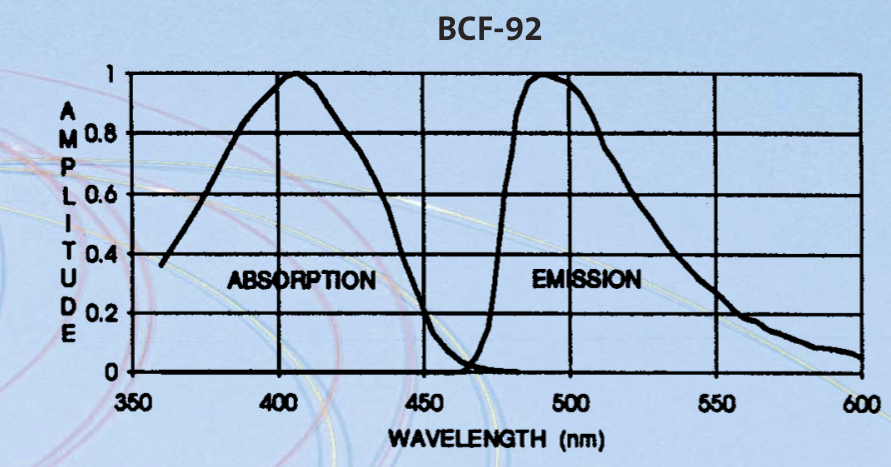 BCF-92
AMPLITUDE
1
0.8
0.6
0.4
0.2
0
ABSORPTION
EMISSION
350 400 450 500 550 600
WAVELENGTH (nm)